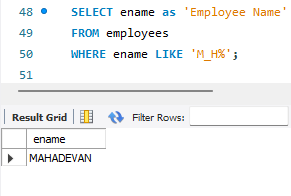 48 SELECT ename as 'Employee Name'
49 FROM employees
50 WHERE ename LIKE 'M_H%';
51
Result Grid Filter Rows:
ename
MAHADEVAN